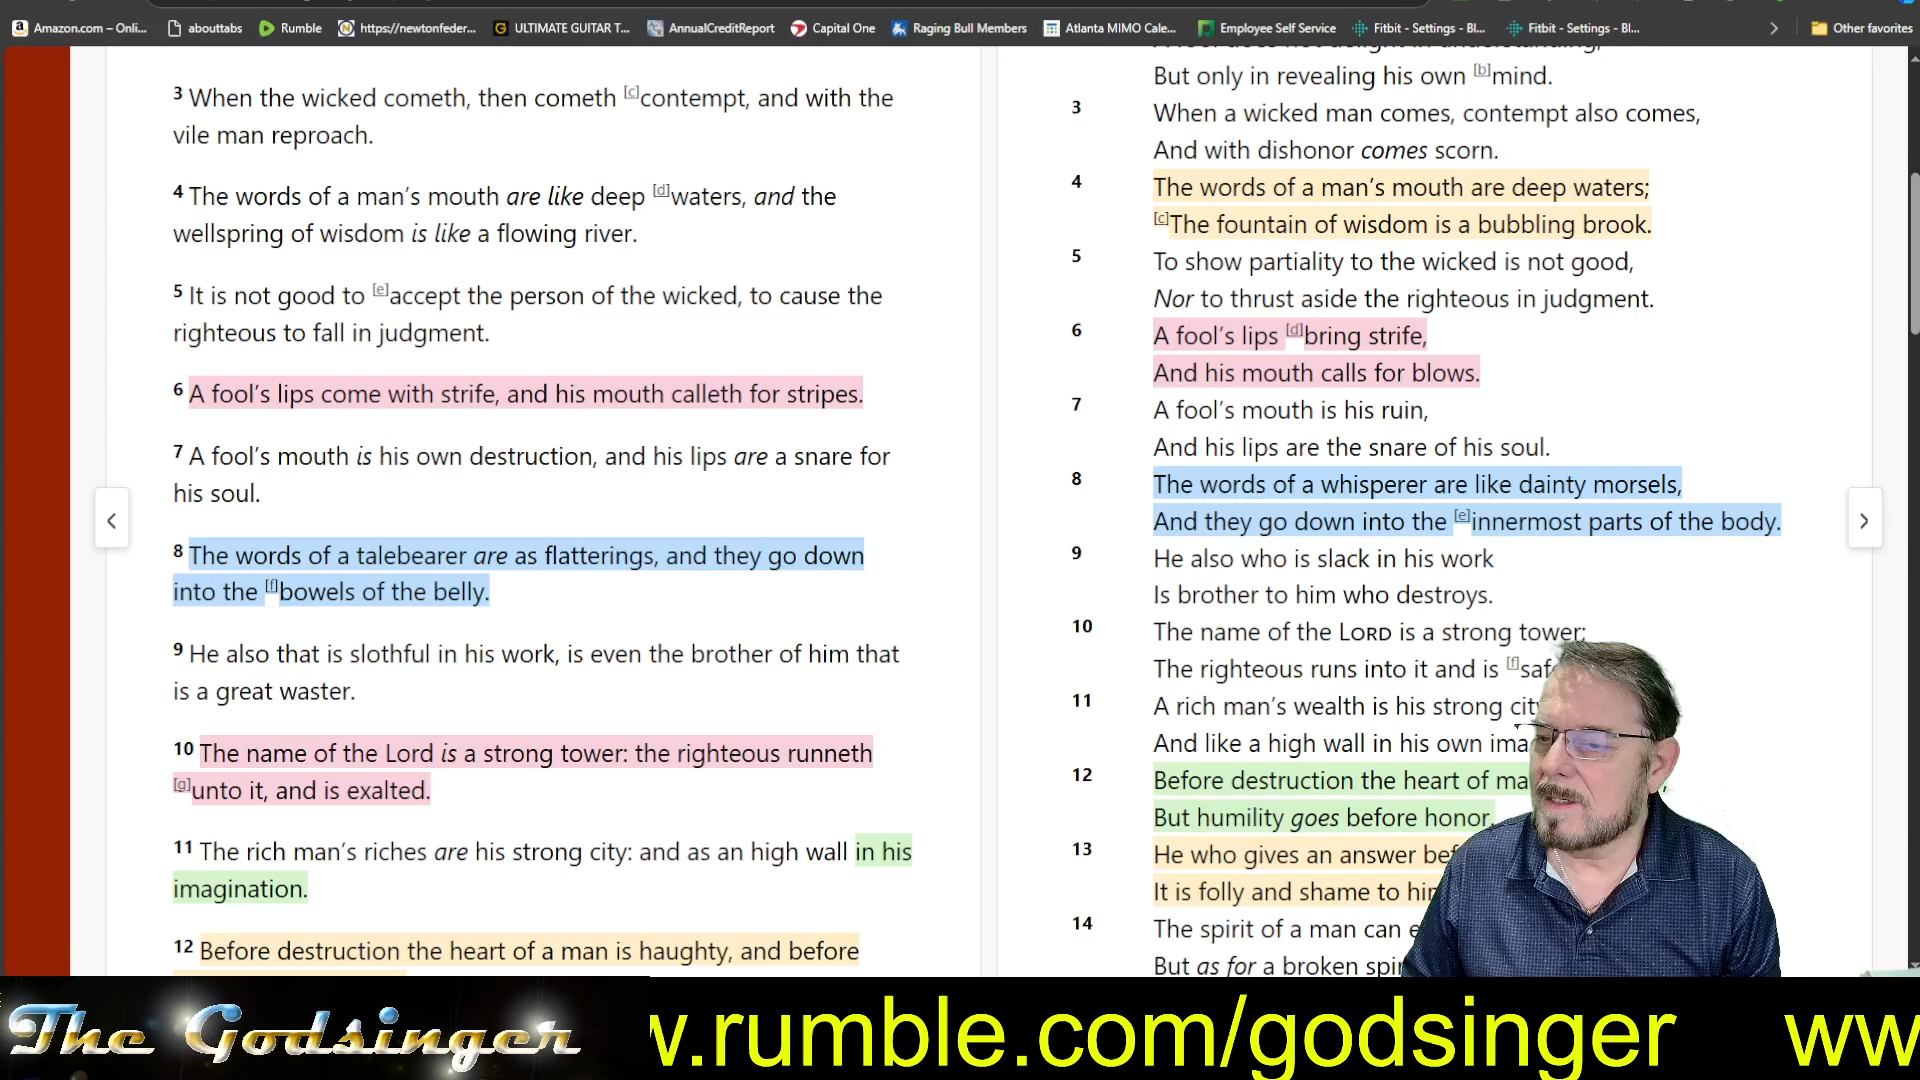 Amazon.com – Onli...
abouttabs
Rumble
https://newtonfeder...
ULTIMATE GUITAR T...
AnnualCreditReport
Capital One
Raging Bull Members
Atlanta MIMO Cale...
Employee Self Service
Fitbit - Settings - Bl...
Fitbit - Settings - Bl...
Other favorites
3 When the wicked cometh, then cometh [c]contempt, and with the
vile man reproach.
4 The words of a man’s mouth are like deep [d]waters, and the
wellspring of wisdom is like a flowing river.
5 It is not good to [e]accept the person of the wicked, to cause the
righteous to fall in judgment.
6 A fool’s lips come with strife, and his mouth calleth for stripes.
7 A fool’s mouth is his own destruction, and his lips are a snare for
his soul.
8 The words of a talebearer are as flatterings, and they go down
into the [f]bowels of the belly.
9 He also that is slothful in his work, is even the brother of him that
is a great waster.
10 The name of the Lord is a strong tower: the righteous runneth
[g]unto it, and is exalted.
11 The rich man’s riches are his strong city: and as an high wall in his
imagination.
12 Before destruction the heart of a man is haughty, and before
But only in revealing his own [b]mind.
3 When a wicked man comes, contempt also comes,
And with dishonor comes scorn.
4 The words of a man’s mouth are deep waters;
[c]The fountain of wisdom is a bubbling brook.
5 To show partiality to the wicked is not good,
Nor to thrust aside the righteous in judgment.
6 A fool’s lips [d]bring strife,
And his mouth calls for blows.
7 A fool’s mouth is his ruin,
And his lips are the snare of his soul.
8 The words of a whisperer are like dainty morsels,
And they go down into the [e]innermost parts of the body.
9 He also who is slack in his work
Is brother to him who destroys.
10 The name of the LORD is a strong tower;
The righteous runs into it and is [f]saf
11 A rich man’s wealth is his strong city
And like a high wall in his own ima
12 Before destruction the heart of ma
But humility goes before honor.
13 He who gives an answer bef
It is folly and shame to him
14 The spirit of a man can e
But as for a broken spir
The Godsinger
w.rumble.com/godsinger
ww